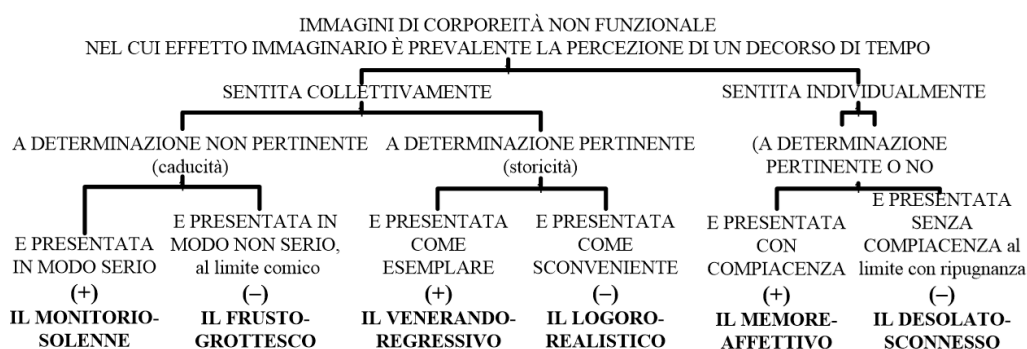 IMMAGINI DI CORPOREITÀ NON FUNZIONALE
NEL CUI EFFETTO IMMAGINARIO È PREVALENTE LA PERCEZIONE DI UN DECORSO DI TEMPO
SENTITA COLLETTIVAMENTE
SENTITA INDIVIDUALMENTE
A DETERMINAZIONE NON PERTINENTE
(caducità)
A DETERMINAZIONE PERTINENTE
(storicità)
(A DETERMINAZIONE
PERTINENTE O NO
E PRESENTATA
IN MODO SERIO
(+)
IL MONITORIO-
SOLENNE
E PRESENTATA IN
MODO NON SERIO,
al limite comico
(–)
IL FRUSTO-
GROTTESCO
E PRESENTATA
COME
ESEMPLARE
(+)
IL VENERANDO-
REGRESSIVO
E PRESENTATA
COME
SCONVENIENTE
(–)
IL LOGORO-
REALISTICO
E PRESENTATA
CON
COMPIACENZA
(+)
IL MEMORE-
AFFETTIVO
E PRESENTATA
SENZA
COMPIACENZA al
limite con ripugnanza
(–)
IL DESOLATO-
SCONNESSO